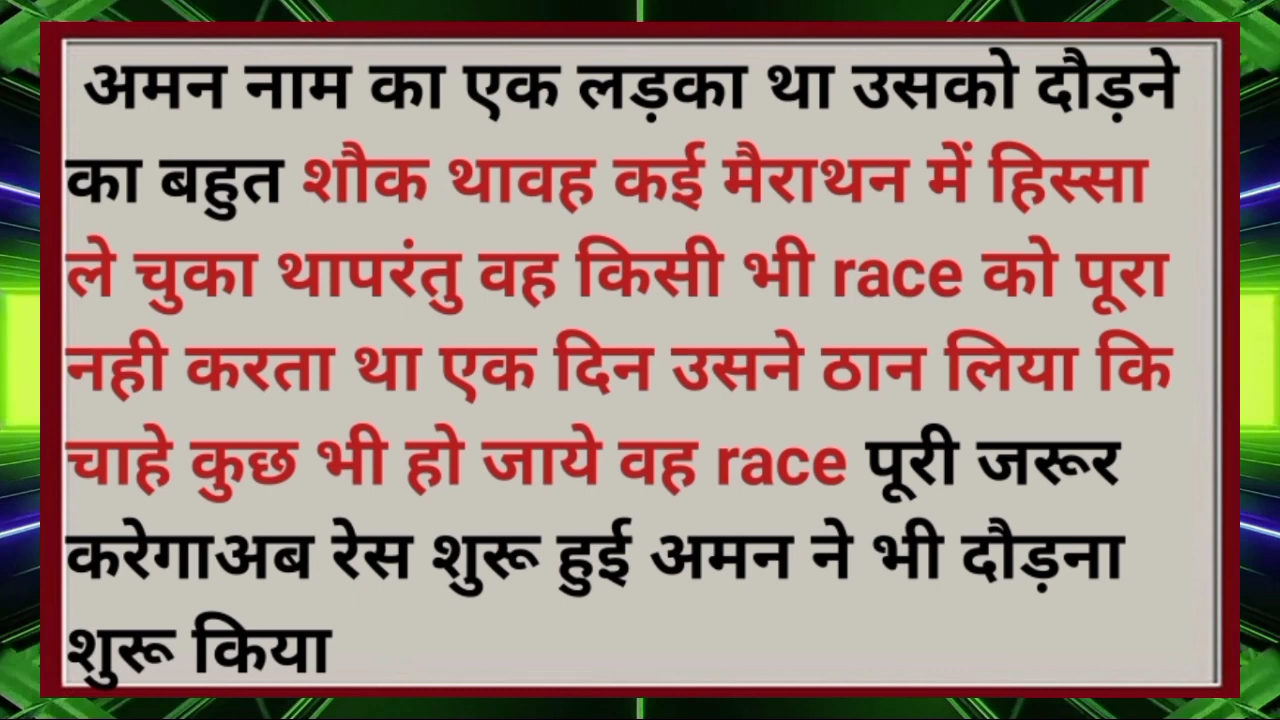 अमन नाम का एक लड़का था उसको दौड़ने
का बहुत शौक थावह कई मैराथन में हिस्सा
ले चुका थापरंतु वह किसी भी race को पूरा
नही करता था एक दिन उसने ठान लिया कि
चाहे कुछ भी हो जाये वह race पूरी जरूर
करेगाअब रेस शुरू हुई अमन ने भी दौड़ना
शुरू किया